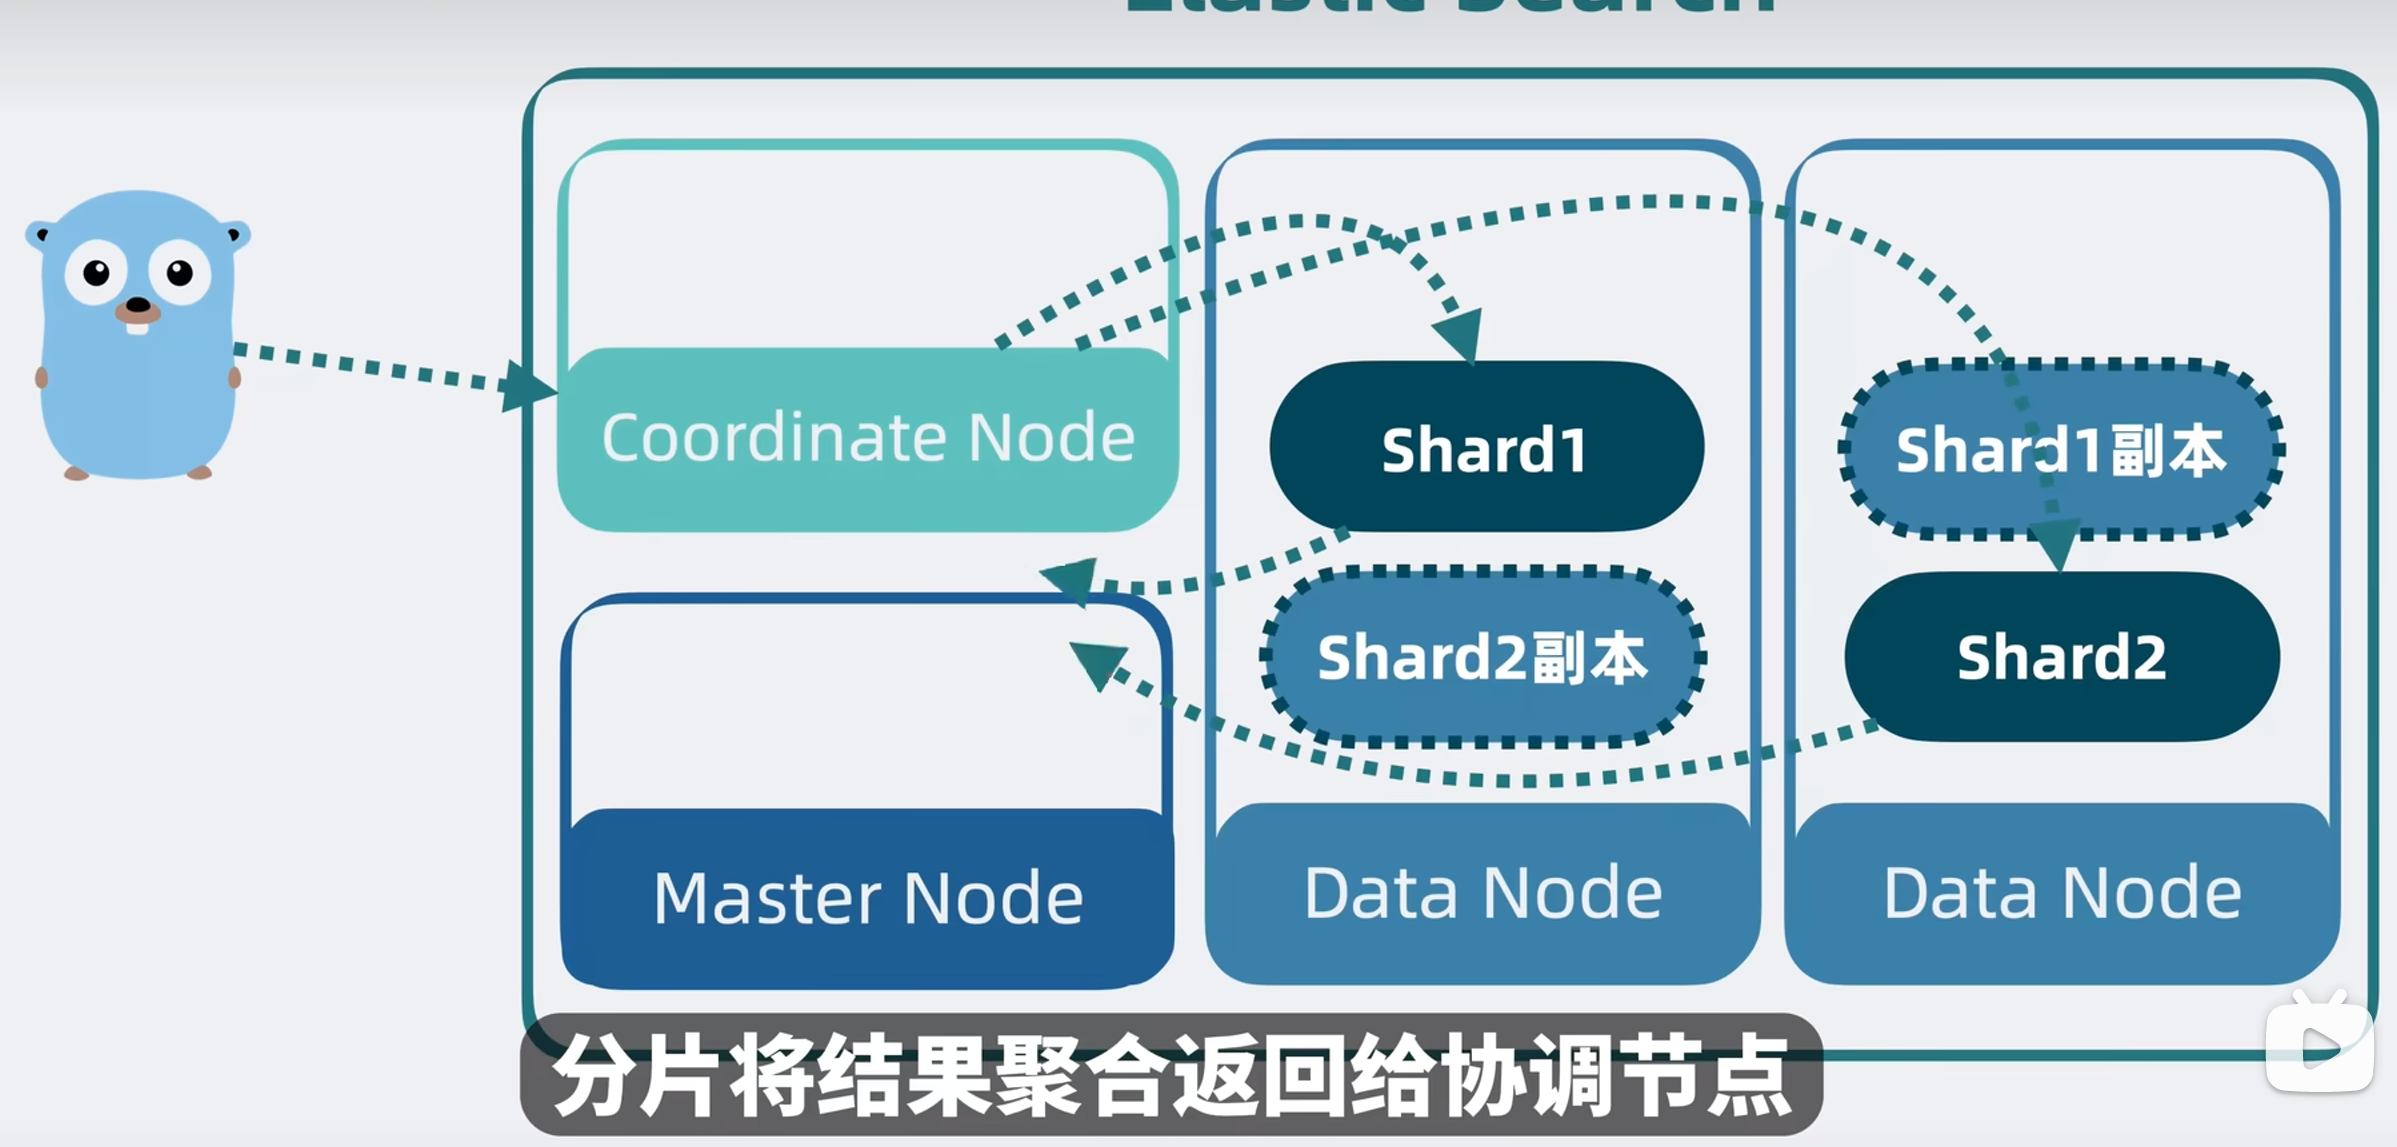 Elastic Search
Coordinate Node
Shard1
Shard1副本
Shard2副本
Shard2
Master Node
Data Node
Data Node
分片将结果聚合返回给协调节点